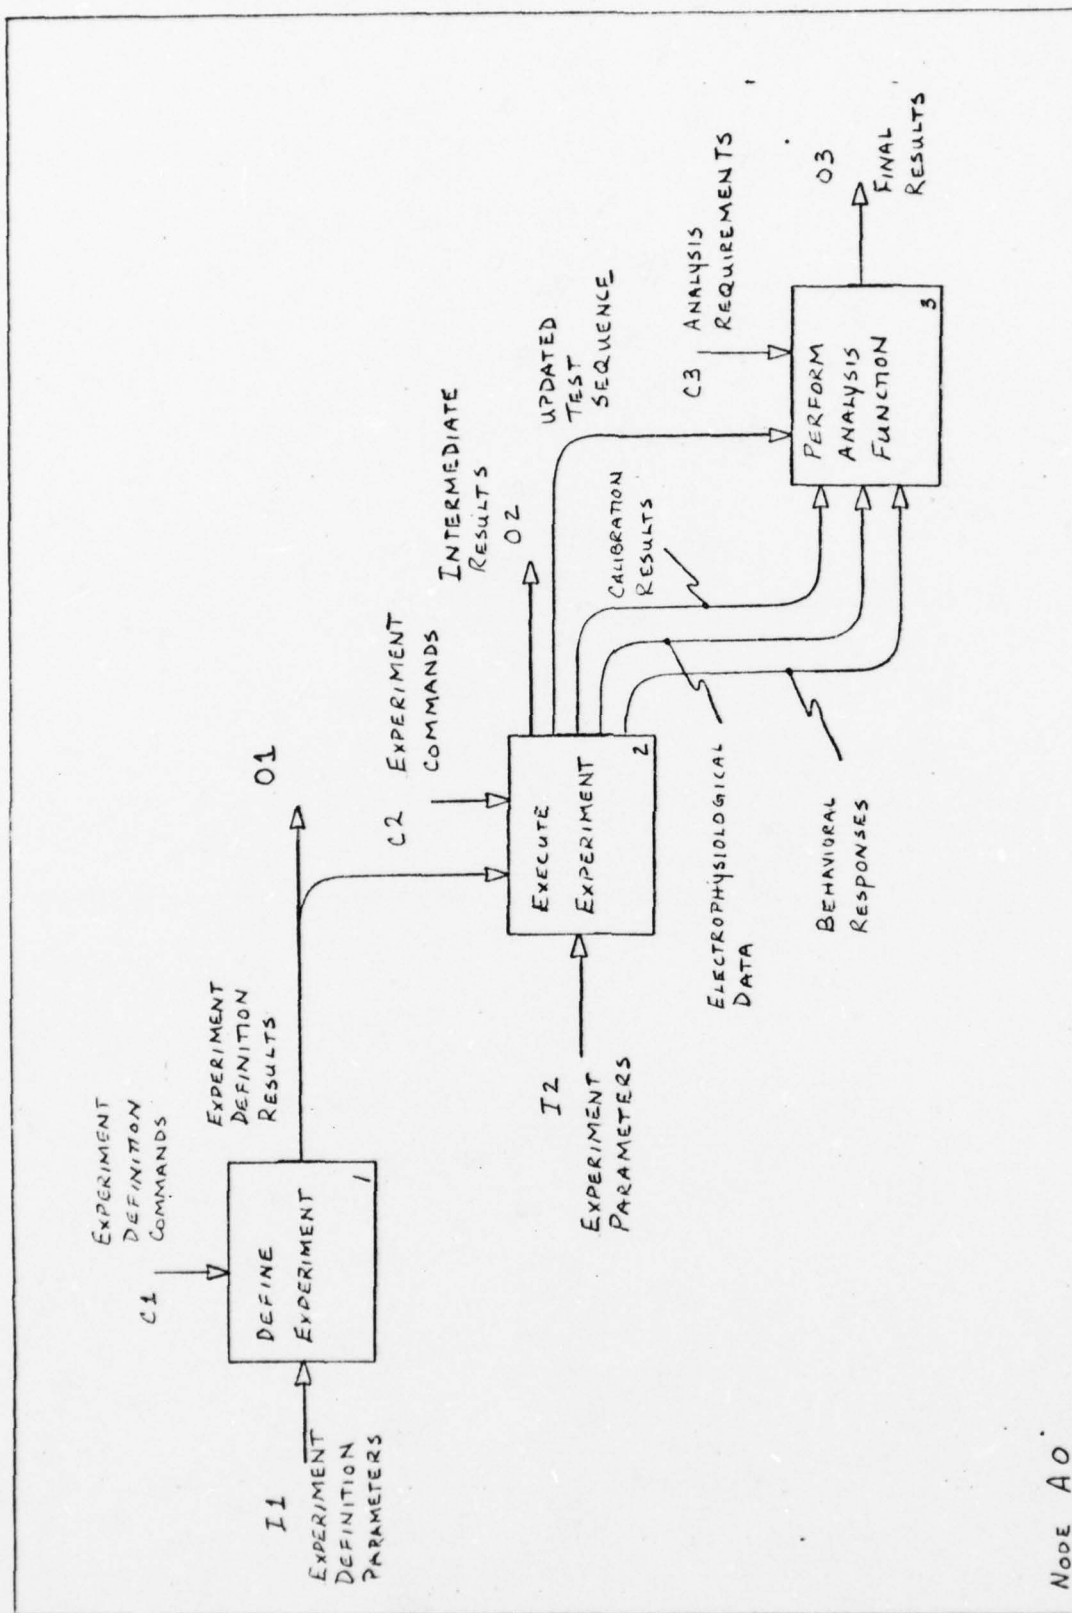 C1
EXPERIMENT
DEFINITION
COMMANDS
I1
EXPERIMENT
DEFINITION
PARAMETERS
DEFINE
EXPERIMENT
1
EXPERIMENT
DEFINITION
RESULTS
O1
C2
EXPERIMENT
COMMANDS
I2
EXPERIMENT
PARAMETERS
EXECUTE
EXPERIMENT
2
INTERMEDIATE
RESULTS
O2
UPDATED
TEST
SEQUENCE
CALIBRATION
RESULTS
ELECTROPHYSIOLOGICAL
DATA
BEHAVIORAL
RESPONSES
C3
ANALYSIS
REQUIREMENTS
PERFORM
ANALYSIS
FUNCTION
3
O3
FINAL
RESULTS
NODE A0